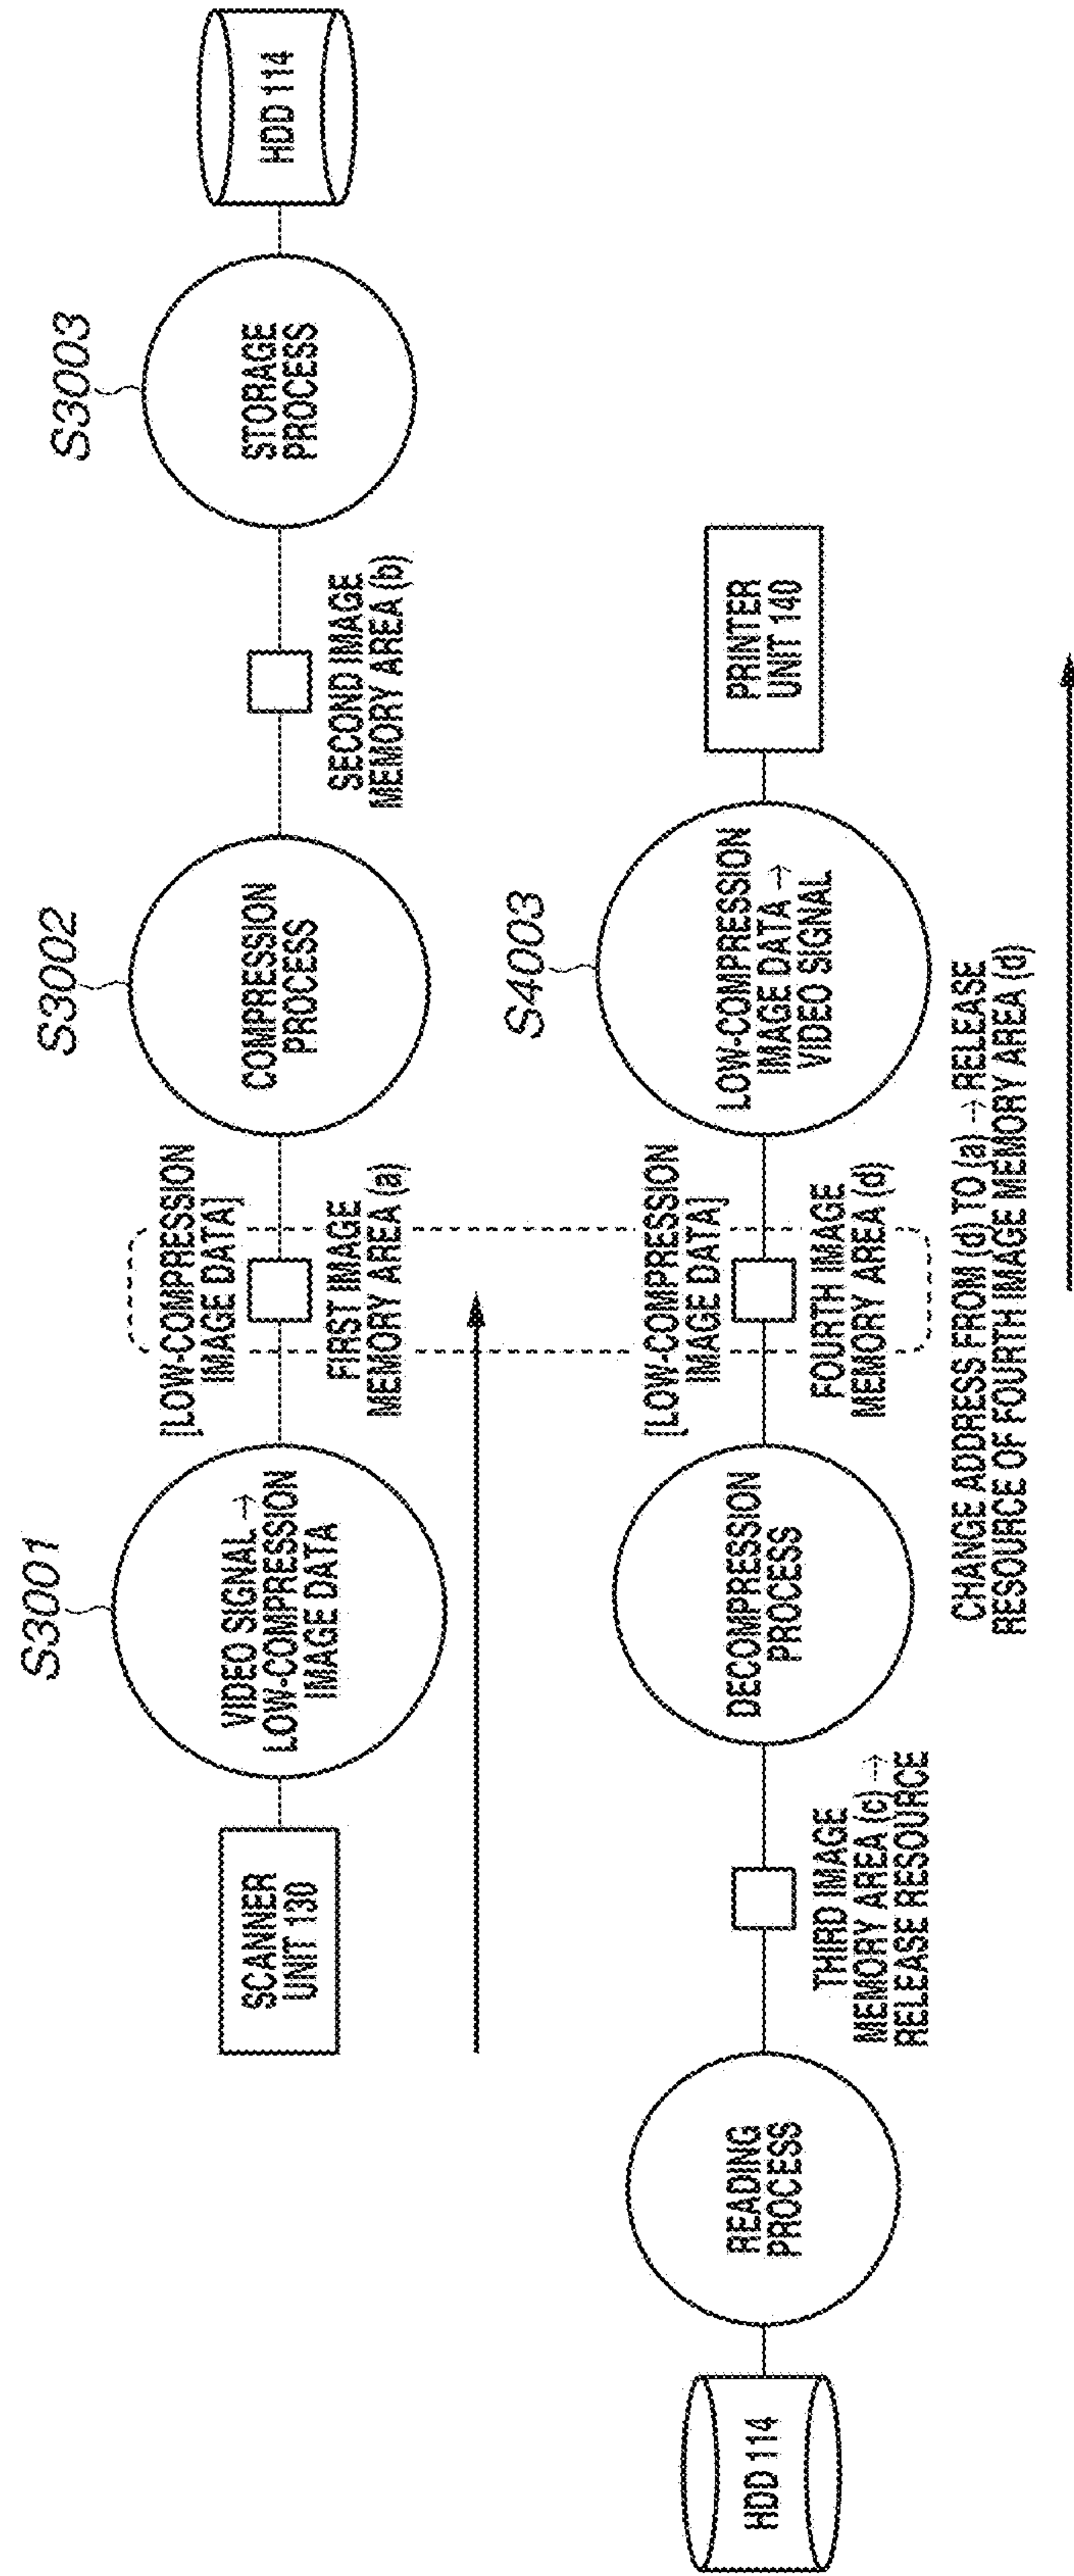 S3001
S3002
S3003
SCANNER
UNIT 130
VIDEO SIGNAL →
LOW-COMPRESSION
IMAGE DATA
[LOW-COMPRESSION
IMAGE DATA]
FIRST IMAGE
MEMORY AREA (a)
COMPRESSION
PROCESS
SECOND IMAGE
MEMORY AREA (b)
STORAGE
PROCESS
HDD 114
HDD 114
READING
PROCESS
THIRD IMAGE
MEMORY AREA (c) →
RELEASE RESOURCE
DECOMPRESSION
PROCESS
[LOW-COMPRESSION
IMAGE DATA]
FOURTH IMAGE
MEMORY AREA (d)
S4003
LOW-COMPRESSION
IMAGE DATA →
VIDEO SIGNAL
PRINTER
UNIT 140
CHANGE ADDRESS FROM (d) TO (a) → RELEASE
RESOURCE OF FOURTH IMAGE MEMORY AREA (d)